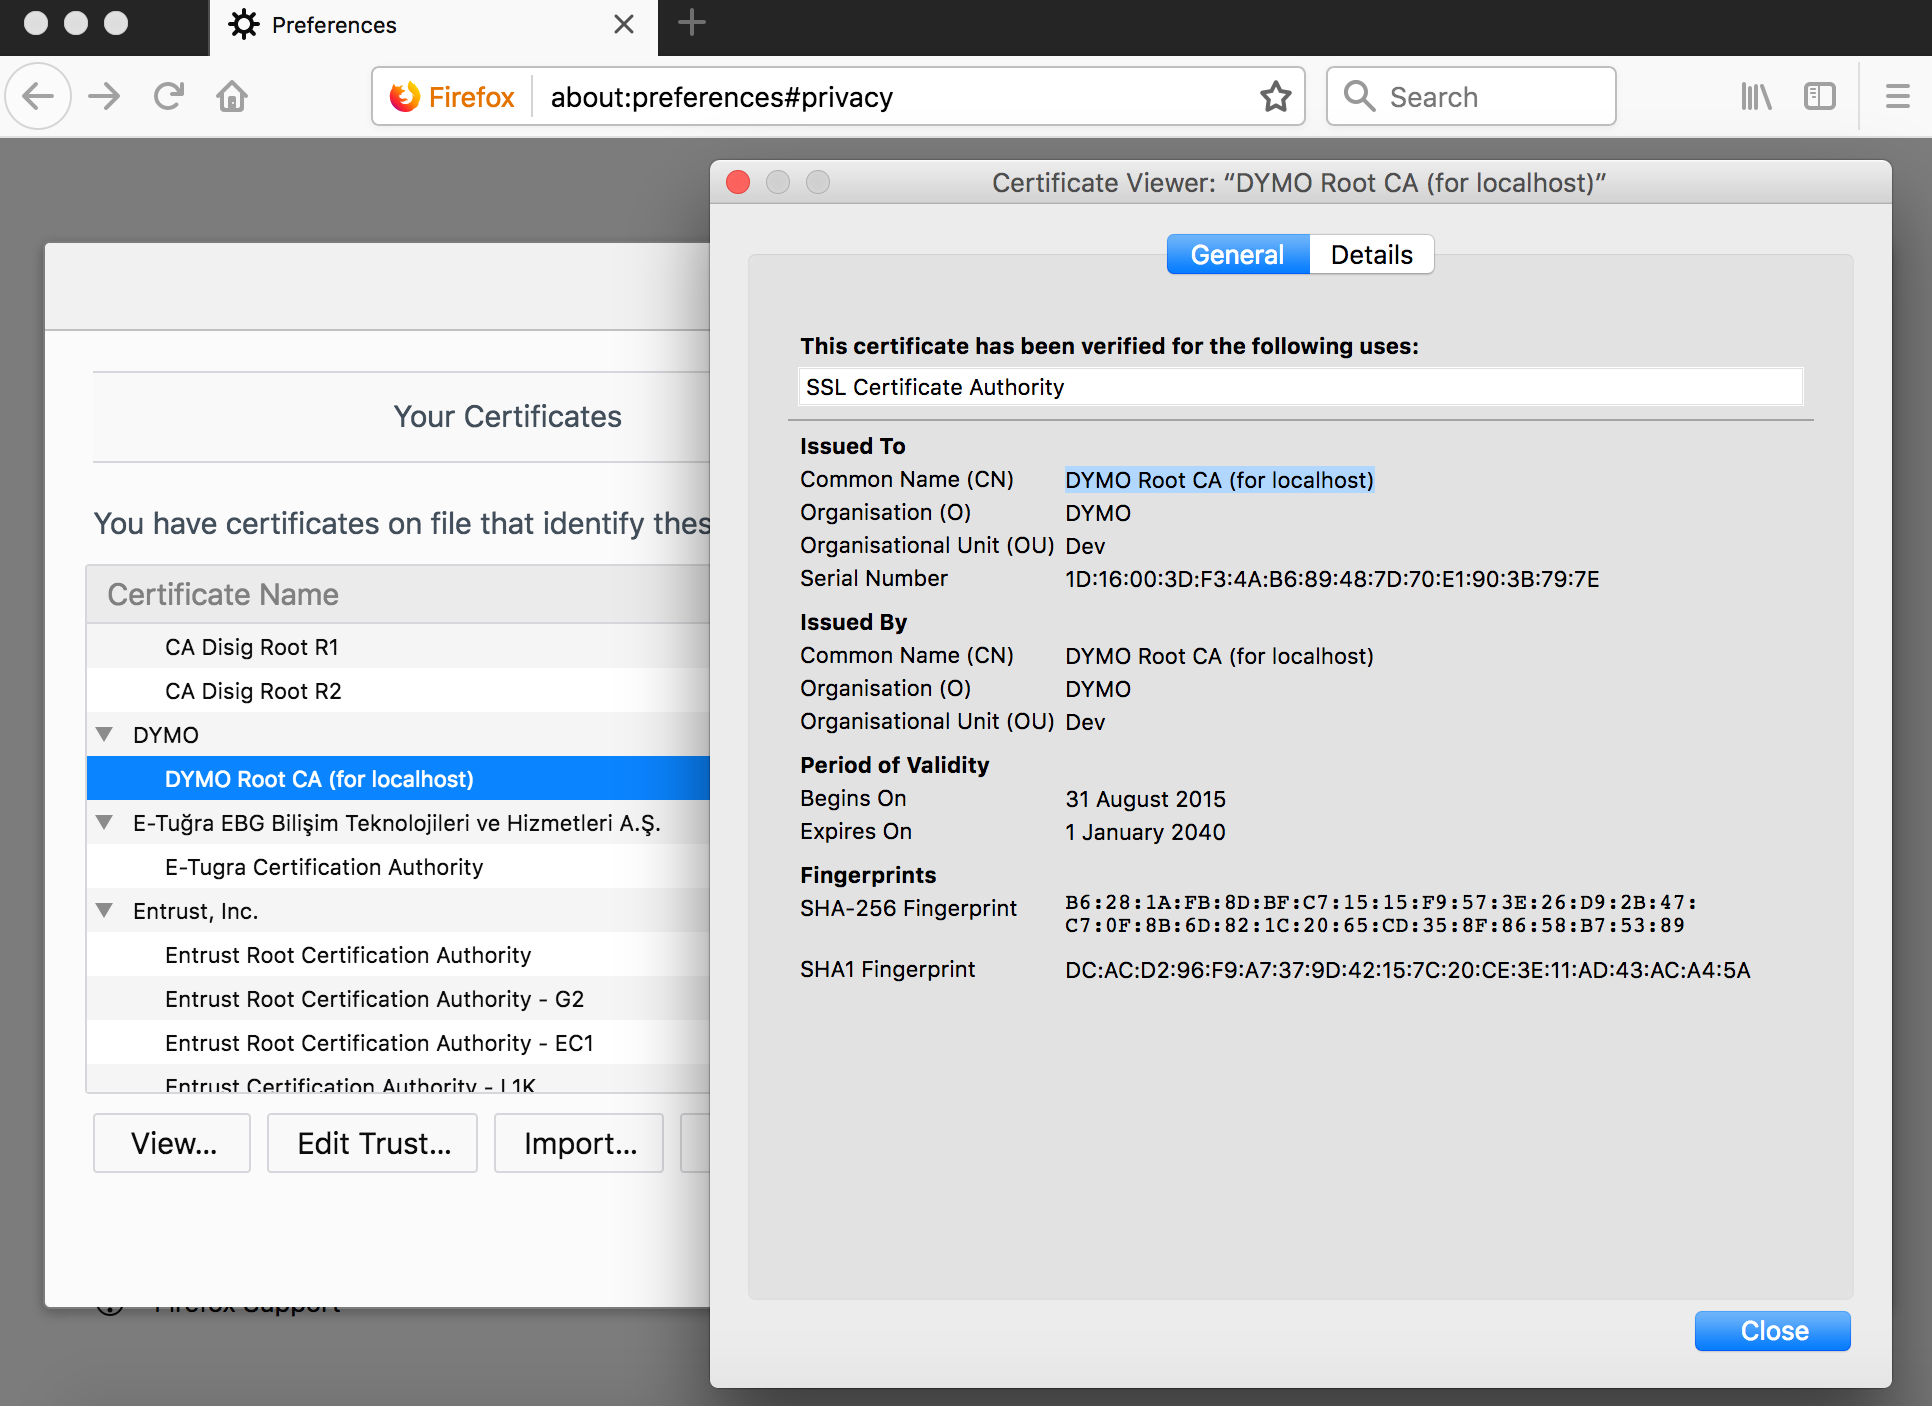 Preferences
Firefox
about:preferences#privacy
Search
Certificate Viewer: “DYMO Root CA (for localhost)”
General
Details
Your Certificates
You have certificates on file that identify thes
Certificate Name
CA Disig Root R1
CA Disig Root R2
DYMO
DYMO Root CA (for localhost)
E-Tuğra EBG Bilişim Teknolojileri ve Hizmetleri A.Ş.
E-Tugra Certification Authority
Entrust, Inc.
Entrust Root Certification Authority
Entrust Root Certification Authority - G2
Entrust Root Certification Authority - EC1
Entrust Certification Authority - L1K
View...
Edit Trust...
Import...
Firefox Support
This certificate has been verified for the following uses:
SSL Certificate Authority
Issued To
Common Name (CN) DYMO Root CA (for localhost)
Organisation (O) DYMO
Organisational Unit (OU) Dev
Serial Number 1D:16:00:3D:F3:4A:B6:89:48:7D:70:E1:90:3B:79:7E
Issued By
Common Name (CN) DYMO Root CA (for localhost)
Organisation (O) DYMO
Organisational Unit (OU) Dev
Period of Validity
Begins On 31 August 2015
Expires On 1 January 2040
Fingerprints
SHA-256 Fingerprint B6:28:1A:FB:8D:BF:C7:15:15:F9:57:3E:26:D9:2B:47:
C7:0F:8B:6D:82:1C:20:65:CD:35:8F:86:58:B7:53:89
SHA1 Fingerprint DC:AC:D2:96:F9:A7:37:9D:42:15:7C:20:CE:3E:11:AD:43:AC:A4:5A
Close